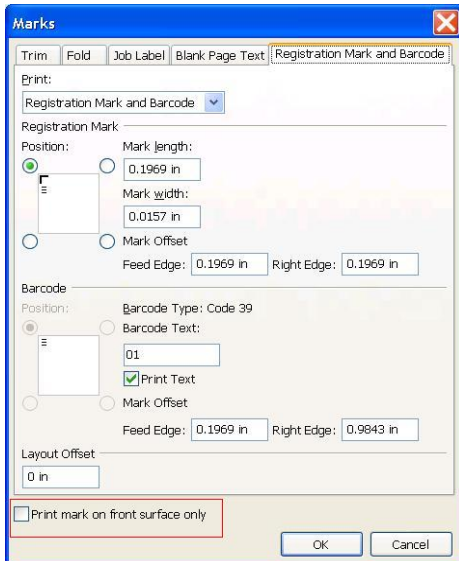 Marks
Trim Fold Job Label Blank Page Text Registration Mark and Barcode
Print:
Registration Mark and Barcode
Registration Mark
Position: Mark length:
0.1969 in
Mark width:
0.0157 in
Mark Offset
Feed Edge: 0.1969 in Right Edge: 0.1969 in
Barcode
Position: Barcode Type: Code 39
Barcode Text:
01
Print Text
Mark Offset
Feed Edge: 0.1969 in Right Edge: 0.9843 in
Layout Offset
0 in
Print mark on front surface only
OK Cancel